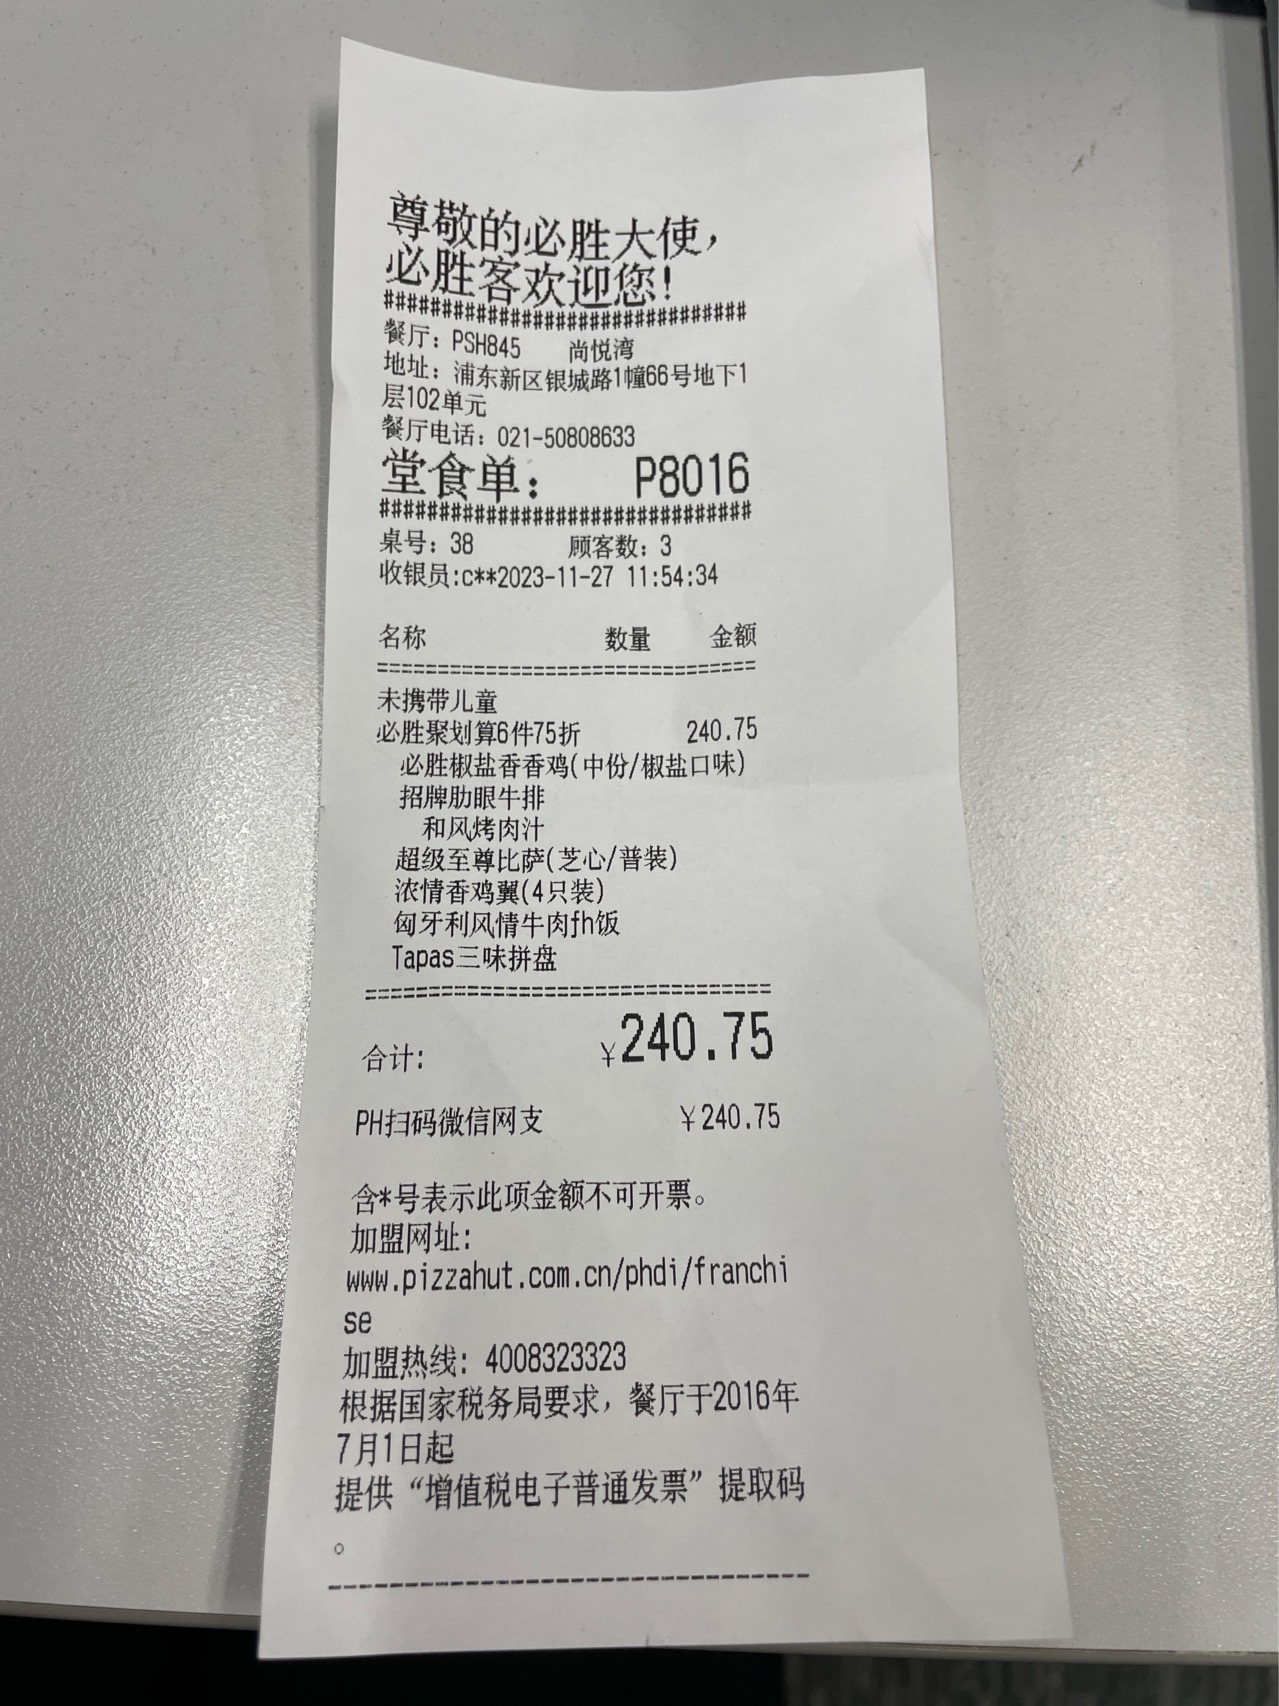 尊敬的必胜大使，
必胜客欢迎您！
###############################
餐厅：PSH845 尚悦湾
地址：浦东新区银城路1幢66号地下1
层102单元
餐厅电话：021-50808633
堂食单： P8016
###############################
桌号：38 顾客数：3
收银员:c**2023-11-27 11:54:34
名称 数量 金额
================================
未携带儿童
必胜聚划算6件75折 240.75
必胜椒盐香香鸡(中份/椒盐口味)
招牌肋眼牛排
和风烤肉汁
超级至尊比萨(芝心/普装)
浓情香鸡翼(4只装)
匈牙利风情牛肉fh饭
Tapas三味拼盘
================================
合计: ¥240.75
PH扫码微信网支 ¥240.75
含*号表示此项金额不可开票。
加盟网址:
www.pizzahut.com.cn/phdi/franchi
se
加盟热线: 4008323323
根据国家税务局要求，餐厅于2016年
7月1日起
提供“增值税电子普通发票”提取码
。
--------------------------------